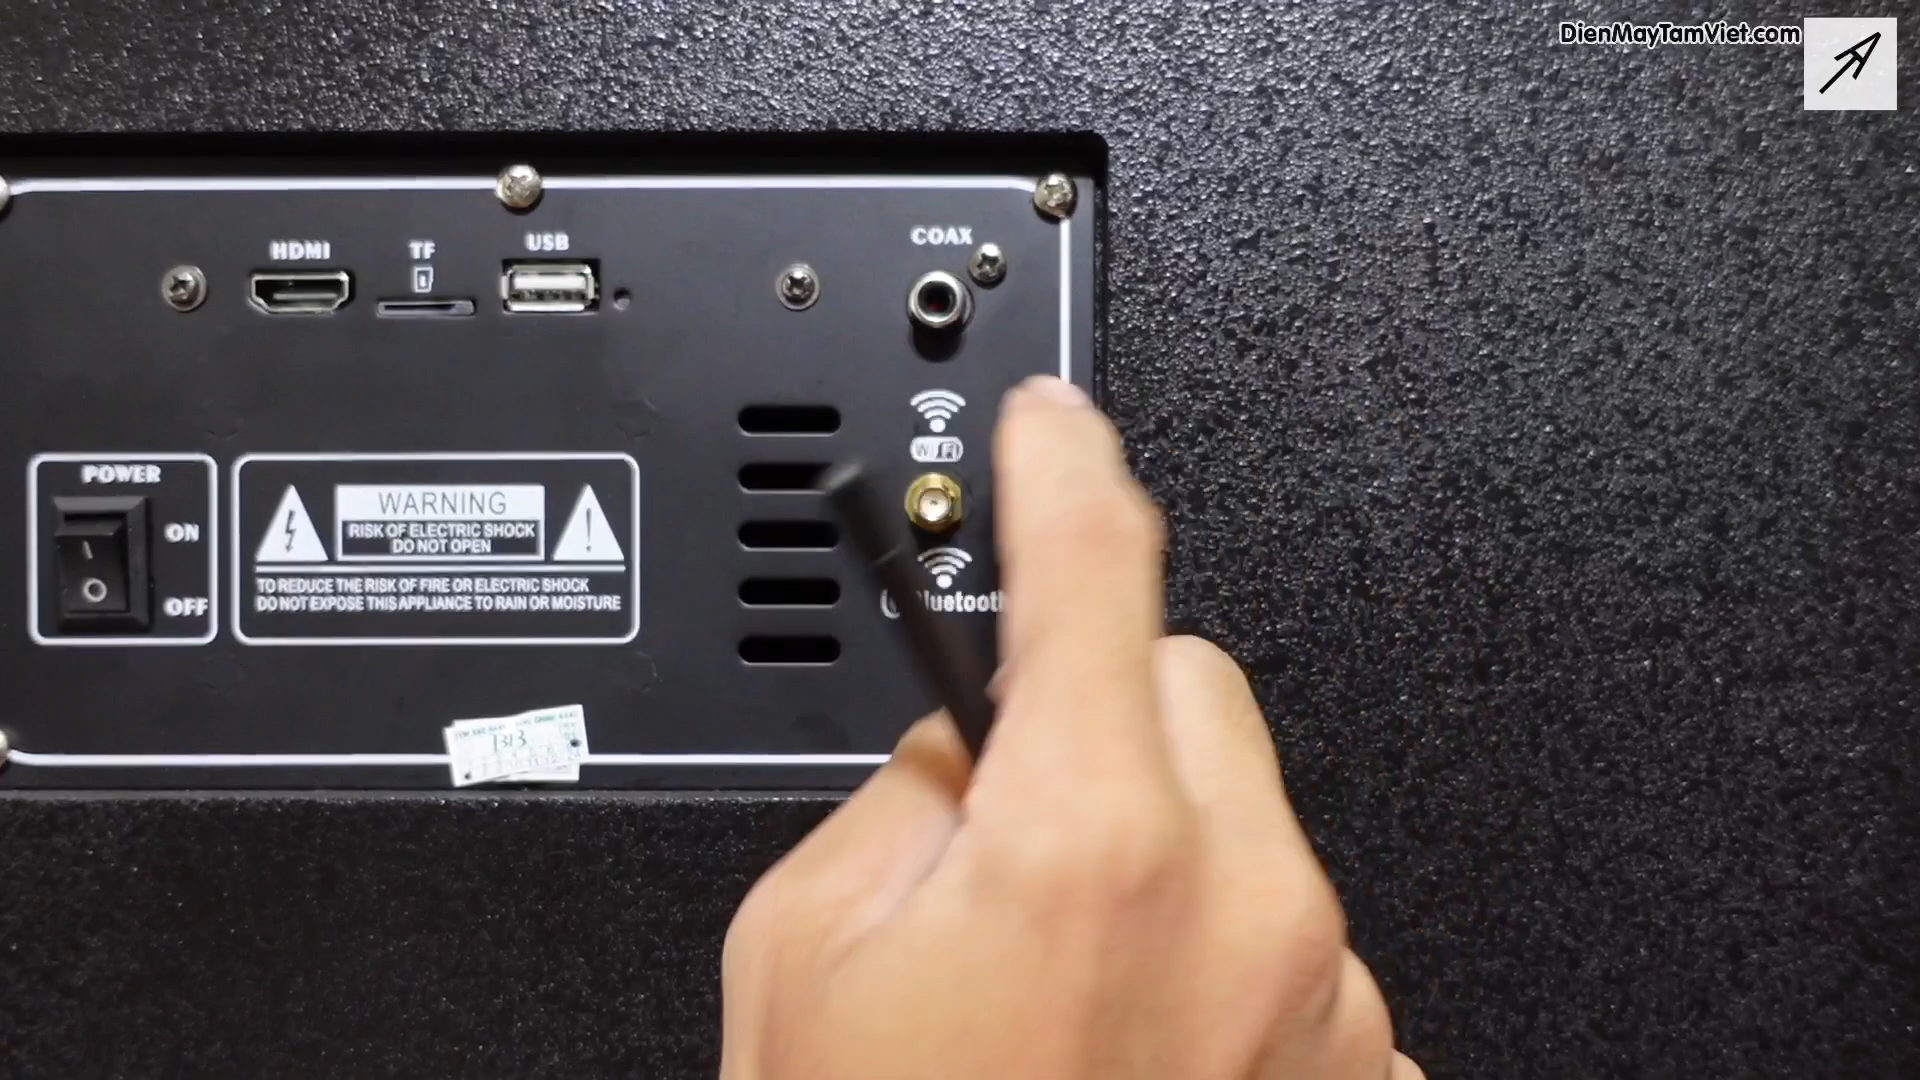 DienMayTamViet.com
HDMI
TF
USB
COAX
WiFi
POWER
ON
OFF
WARNING
RISK OF ELECTRIC SHOCK
DO NOT OPEN
TO REDUCE THE RISK OF FIRE OR ELECTRIC SHOCK
DO NOT EXPOSE THIS APPLIANCE TO RAIN OR MOISTURE
Bluetooth